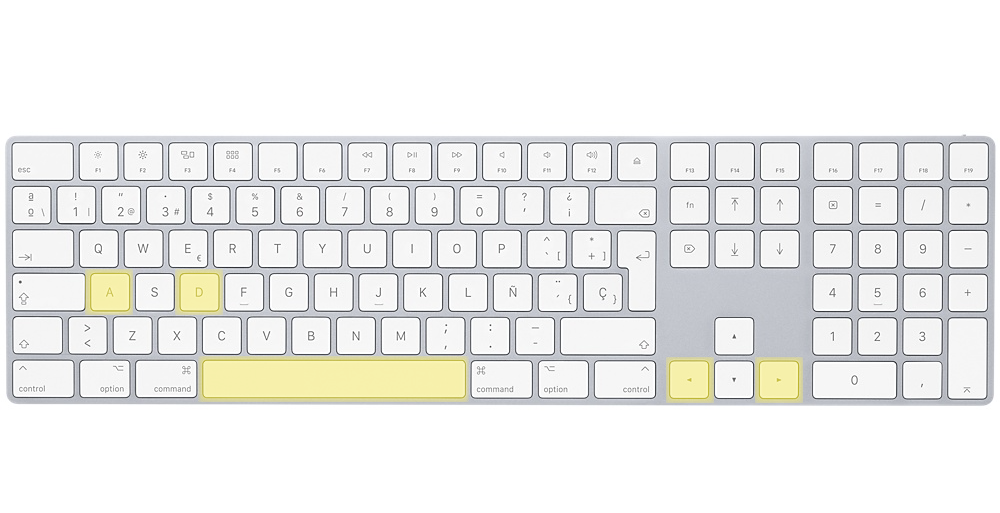 esc F1 F2 F3 F4 F5 F6 F7 F8 F9 F10 F11 F12 F13 F14 F15 F16 F17 F18 F19
ª ! " · $ % & / ( ) = ? ¿
º \ 1 | 2 @ 3 # 4 5 6 7 8 9 0 ' ¡ fn = / *
Q W E € R T Y U I O P ^ ` [ * + ] 7 8 9 −
A S D F G H J K L Ñ ¨ ´ { Ç } 4 5 6 +
> < Z X C V B N M ; , : . _ - 1 2 3
control option command command option control 0 ,